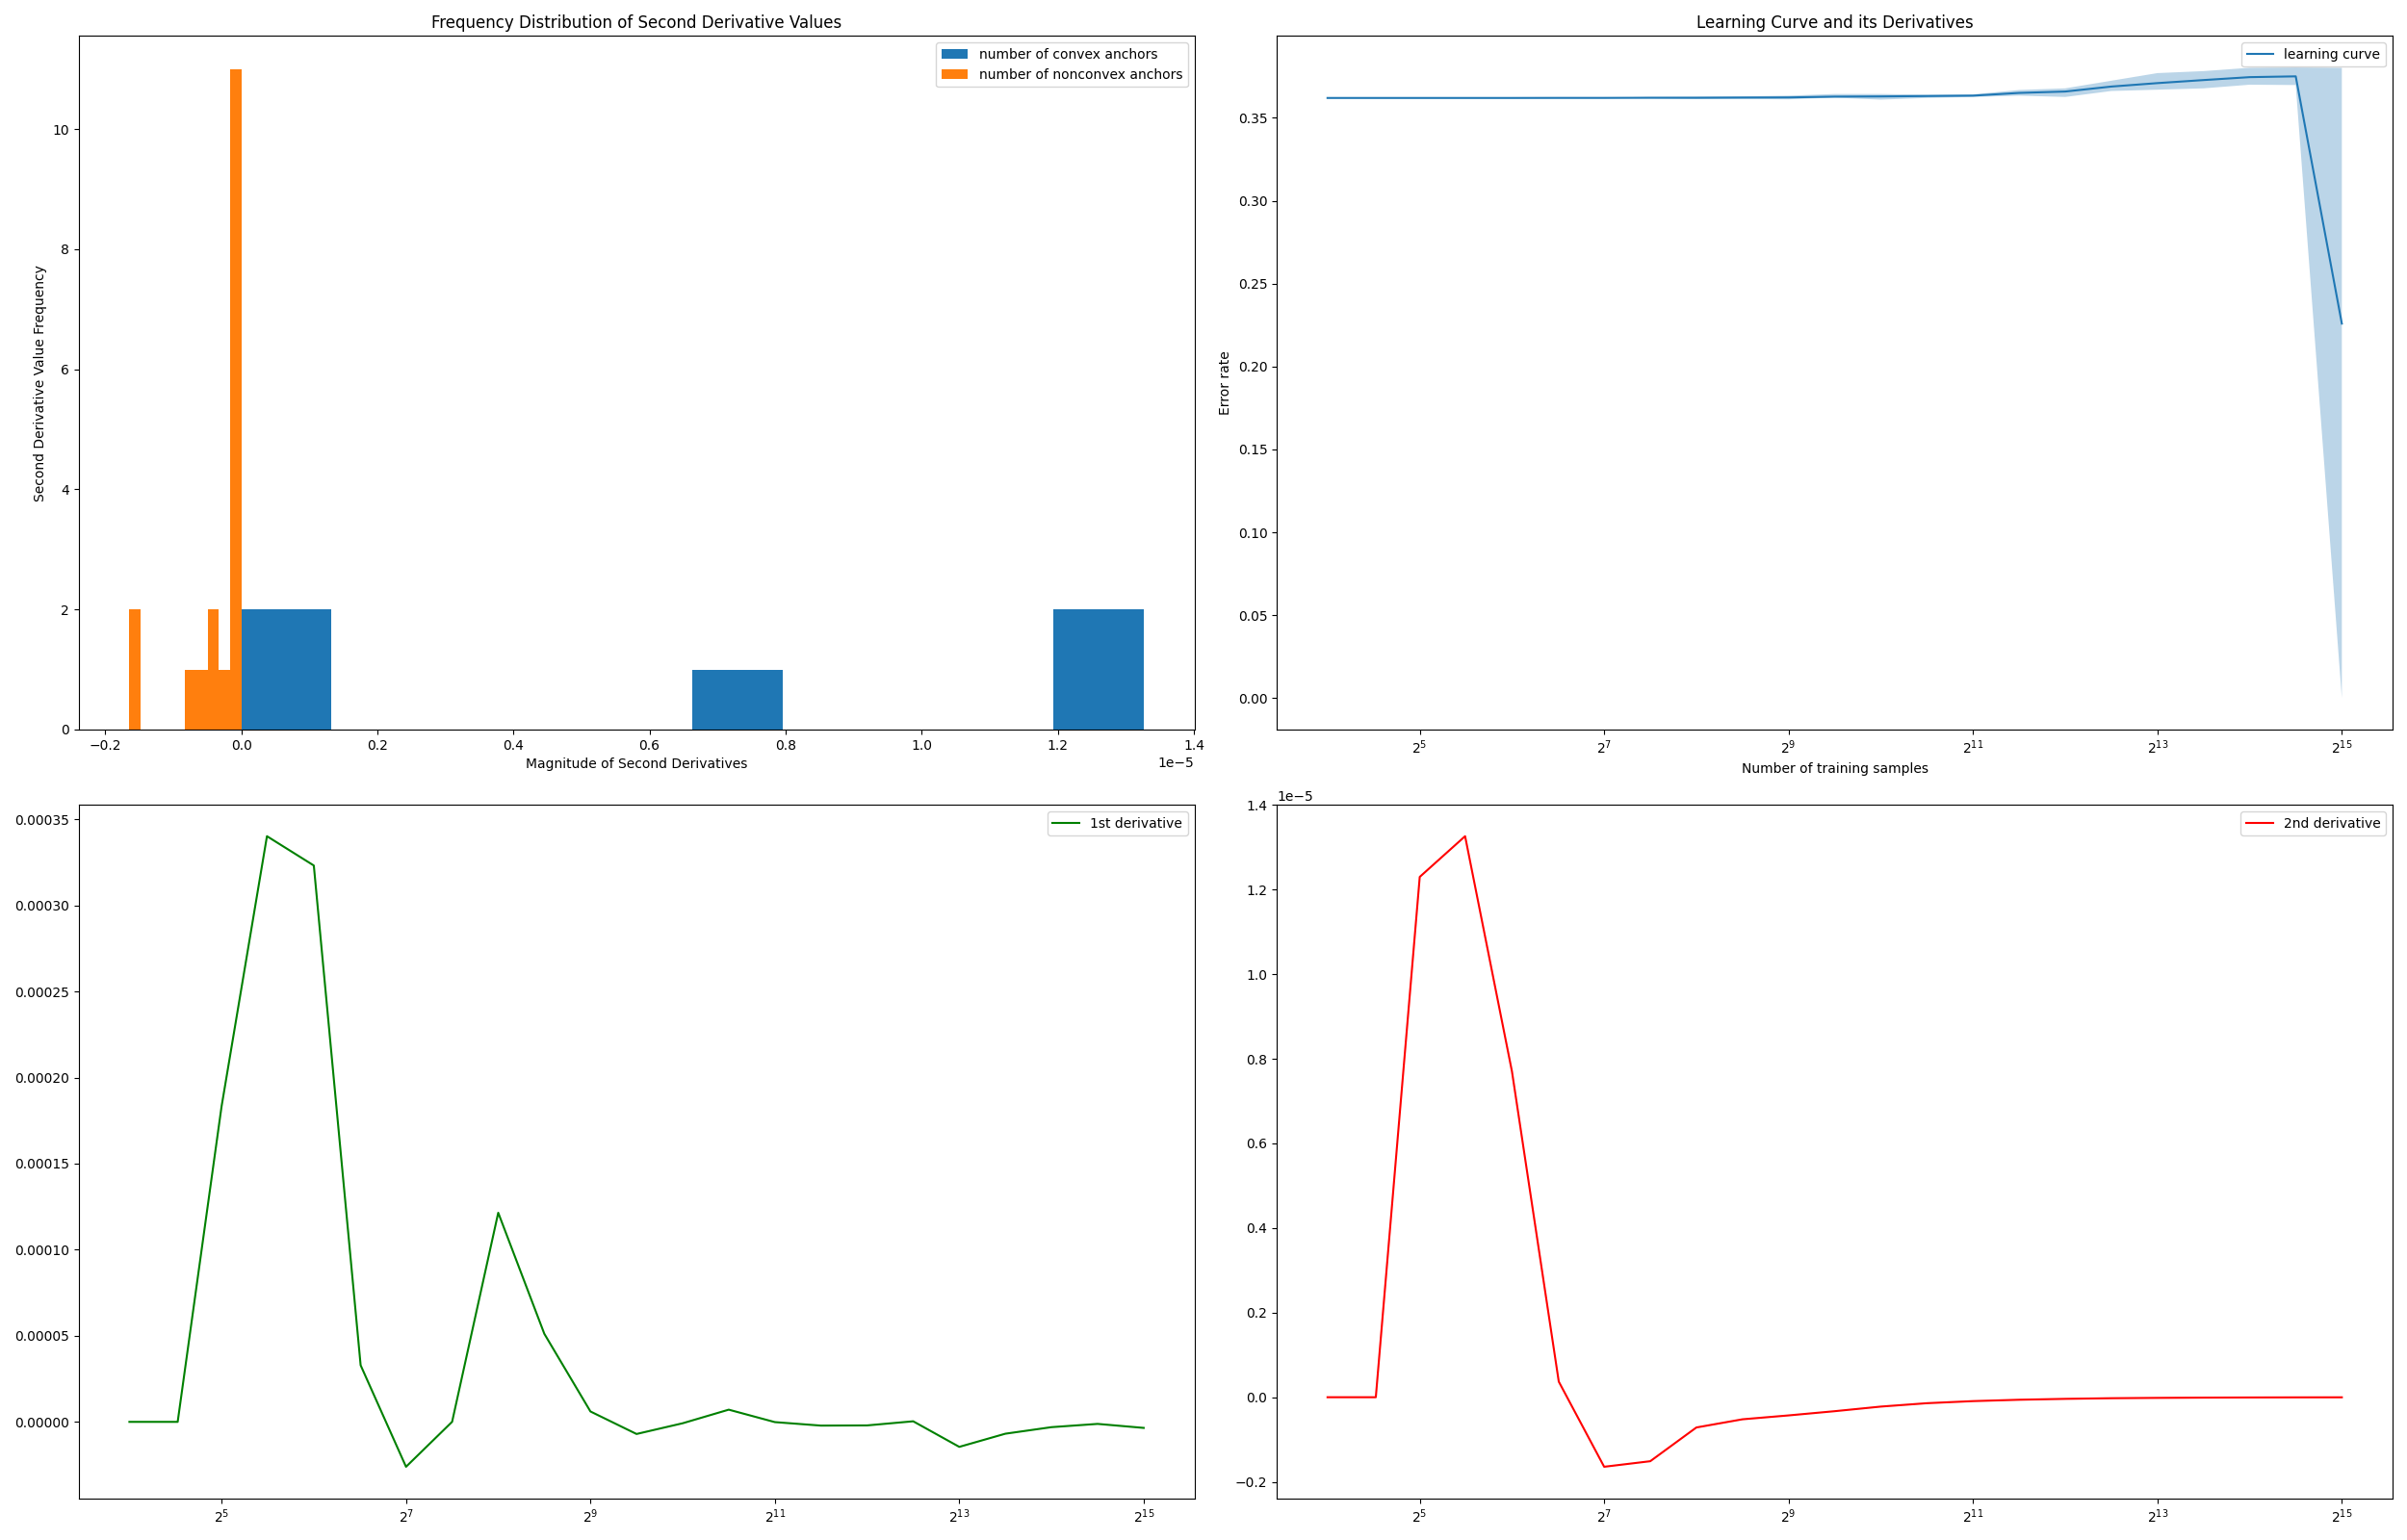 Frequency Distribution of Second Derivative Values
number of convex anchors
number of nonconvex anchors
Second Derivative Value Frequency
10
8
6
4
2
0
−0.2 0.0 0.2 0.4 0.6 0.8 1.0 1.2 1.4
1e−5
Magnitude of Second Derivatives
Learning Curve and its Derivatives
learning curve
Error rate
0.35
0.30
0.25
0.20
0.15
0.10
0.05
0.00
2^5 2^7 2^9 2^11 2^13 2^15
Number of training samples
1st derivative
0.00035
0.00030
0.00025
0.00020
0.00015
0.00010
0.00005
0.00000
2^5 2^7 2^9 2^11 2^13 2^15
1e−5
2nd derivative
1.4
1.2
1.0
0.8
0.6
0.4
0.2
0.0
−0.2
2^5 2^7 2^9 2^11 2^13 2^15